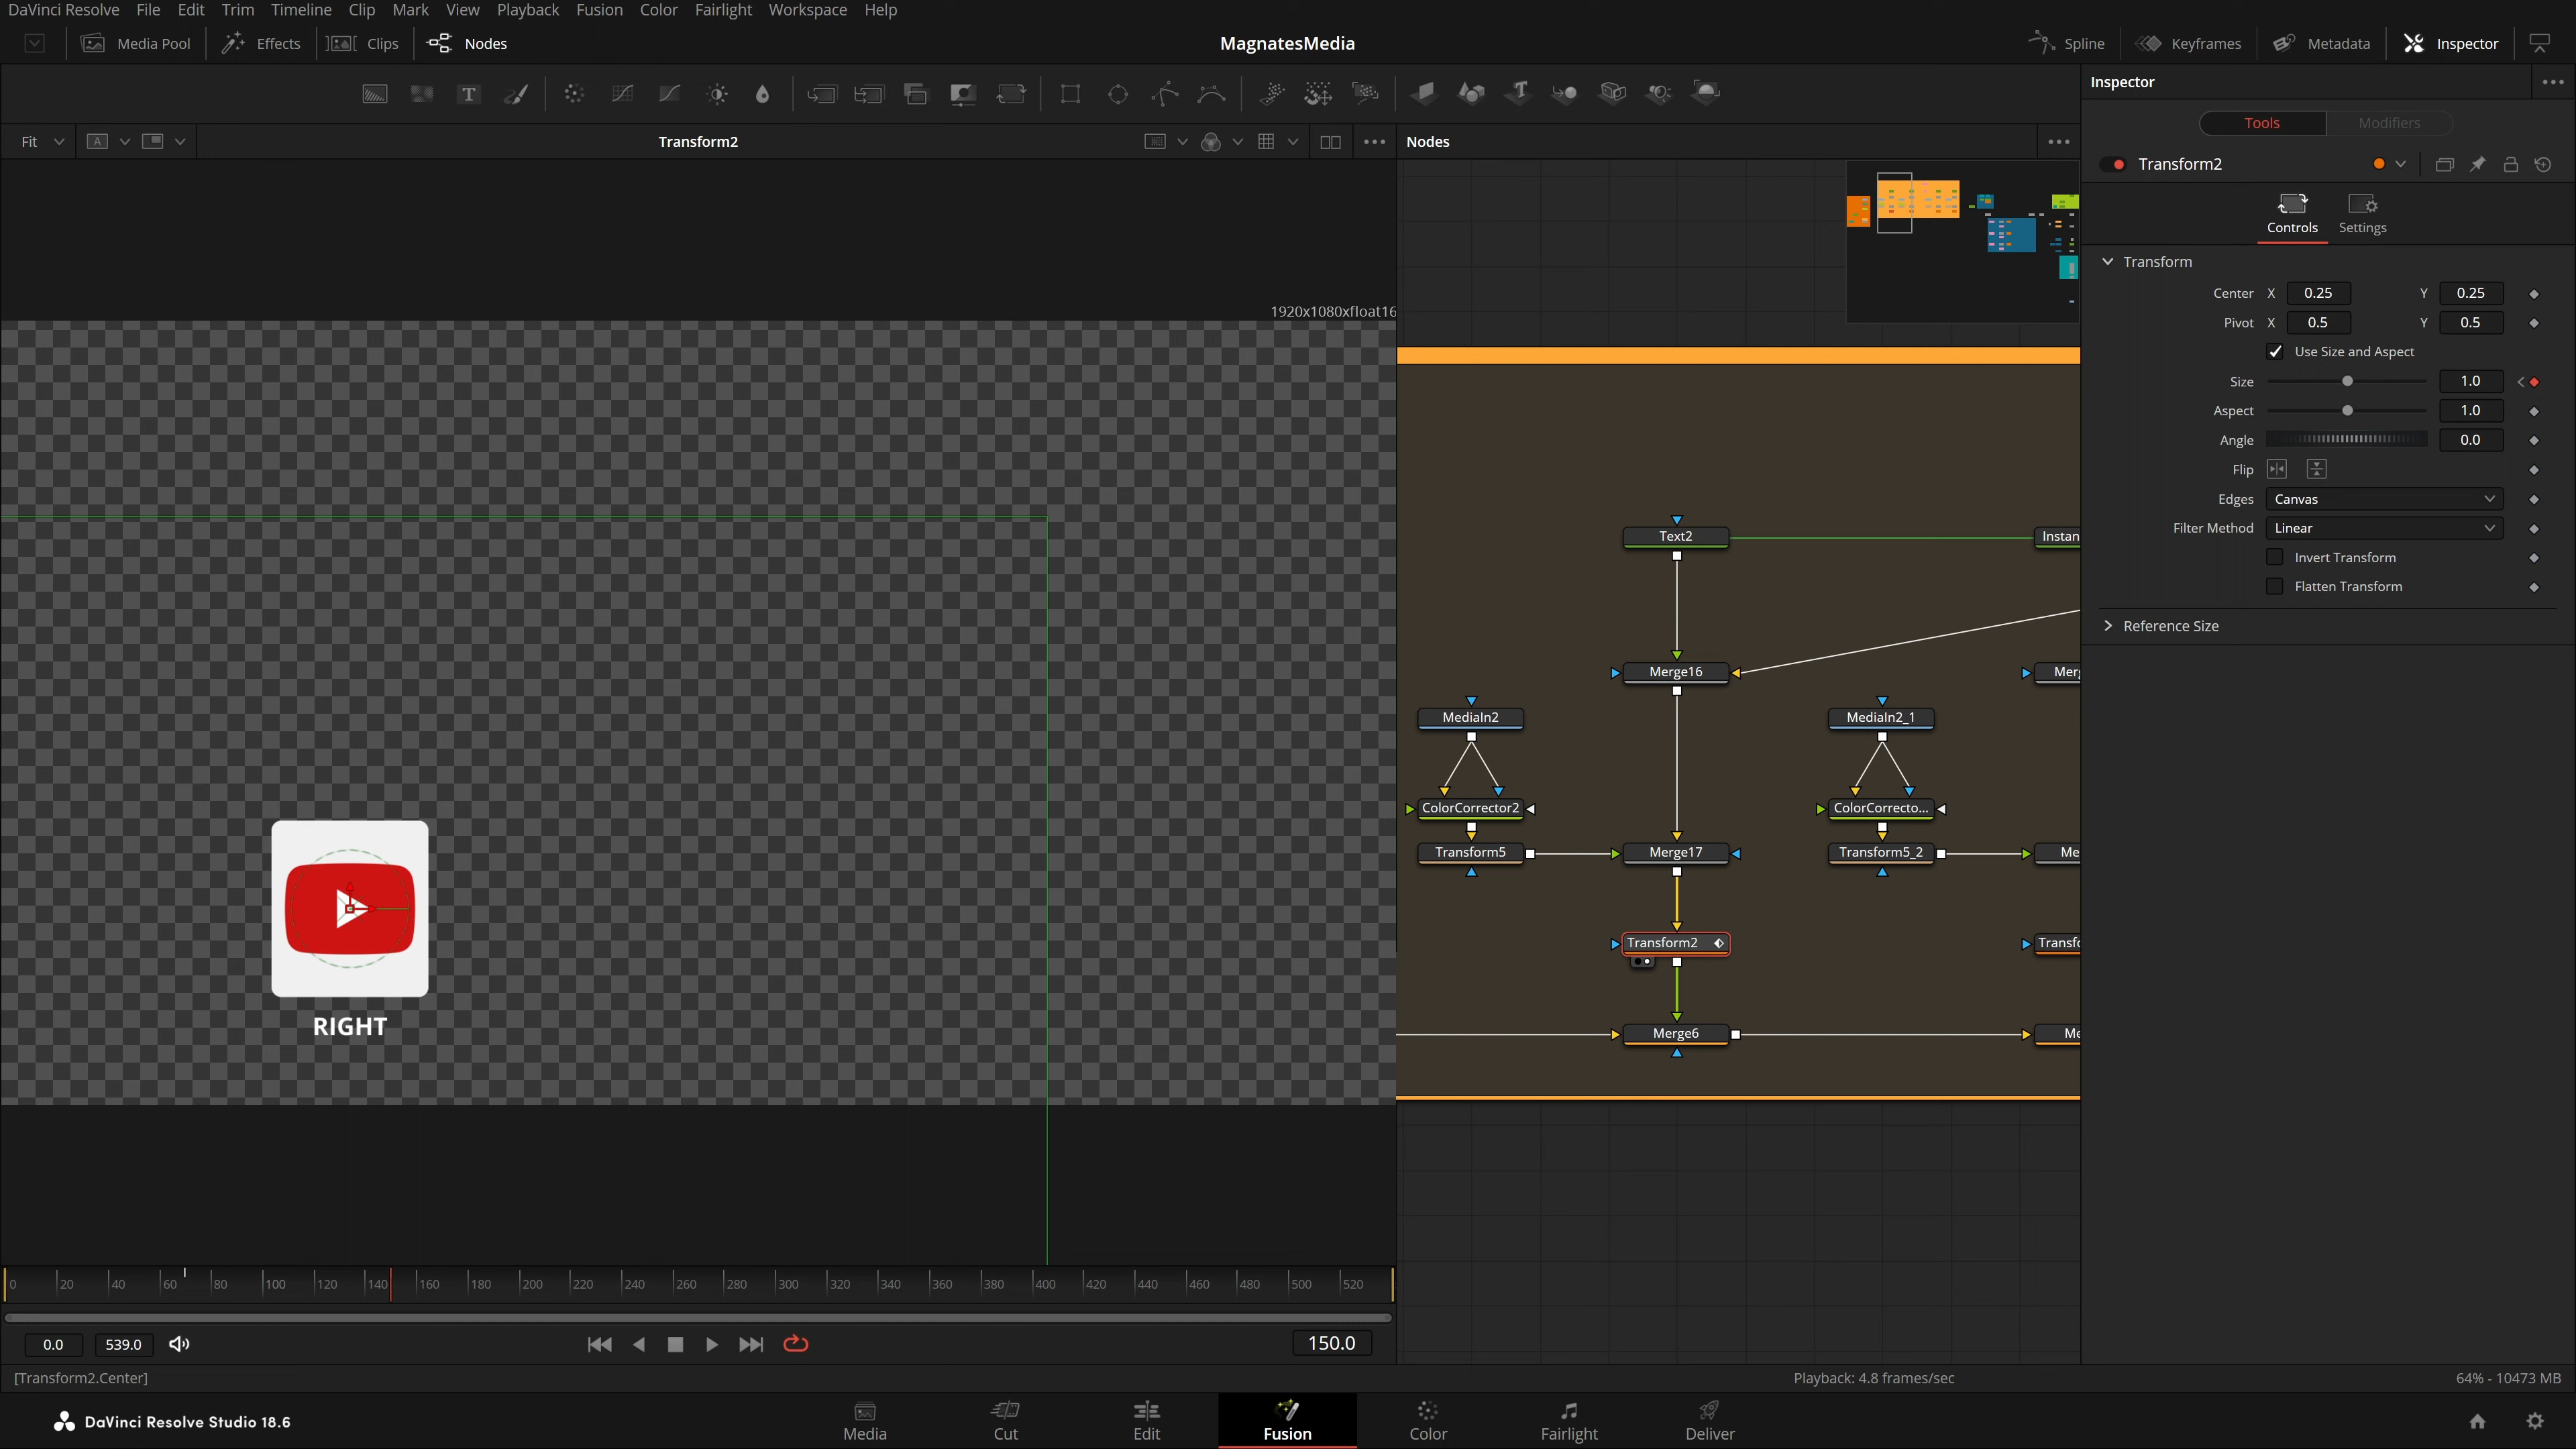 DaVinci Resolve File Edit Trim Timeline Clip Mark View Playback Fusion Color Fairlight Workspace Help
Media Pool Effects Clips Nodes MagnatesMedia Spline Keyframes Metadata Inspector
Inspector
Fit A Transform2 Nodes
Tools Modifiers
Transform2
Controls Settings
Transform
Center X 0.25 Y 0.25
Pivot X 0.5 Y 0.5
Use Size and Aspect
Size 1.0
Aspect 1.0
Angle 0.0
Flip
Edges Canvas
Filter Method Linear
Invert Transform
Flatten Transform
Reference Size
1920x1080xfloat16
RIGHT
Text2 Instan
Merge16 Merg
MediaIn2 MediaIn2_1
ColorCorrector2 ColorCorrecto...
Transform5 Merge17 Transform5_2 Me
Transform2 Transfo
Merge6 Me
0 20 40 60 80 100 120 140 160 180 200 220 240 260 280 300 320 340 360 380 400 420 440 460 480 500 520
0.0 539.0 150.0
[Transform2.Center] Playback: 4.8 frames/sec 64% - 10473 MB
DaVinci Resolve Studio 18.6 Media Cut Edit Fusion Color Fairlight Deliver